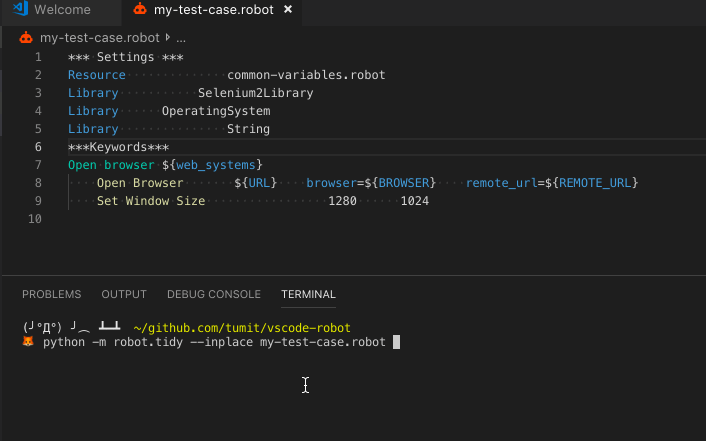 Welcome
my-test-case.robot ×
my-test-case.robot › ...
1 *** Settings ***
2 Resource common-variables.robot
3 Library Selenium2Library
4 Library OperatingSystem
5 Library String
6 ***Keywords***
7 Open browser ${web_systems}
8 Open Browser ${URL} browser=${BROWSER} remote_url=${REMOTE_URL}
9 Set Window Size 1280 1024
10
PROBLEMS OUTPUT DEBUG CONSOLE TERMINAL
(╯°Д°) ╯︵ ┻━┻ ~/github.com/tumit/vscode-robot
🦊 python -m robot.tidy --inplace my-test-case.robot